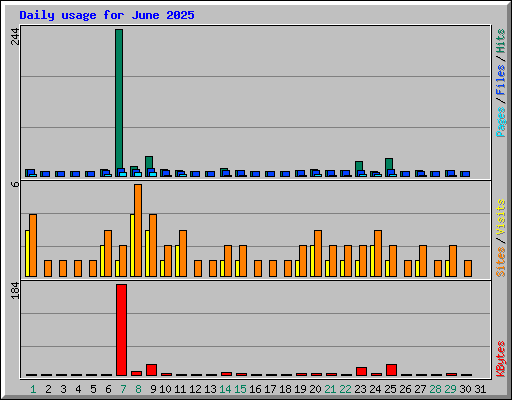 Daily usage for June 2025
244
Pages / Files / Hits
6
Sites / Visits
184
KBytes
1 2 3 4 5 6 7 8 9 10 11 12 13 14 15 16 17 18 19 20 21 22 23 24 25 26 27 28 29 30 31